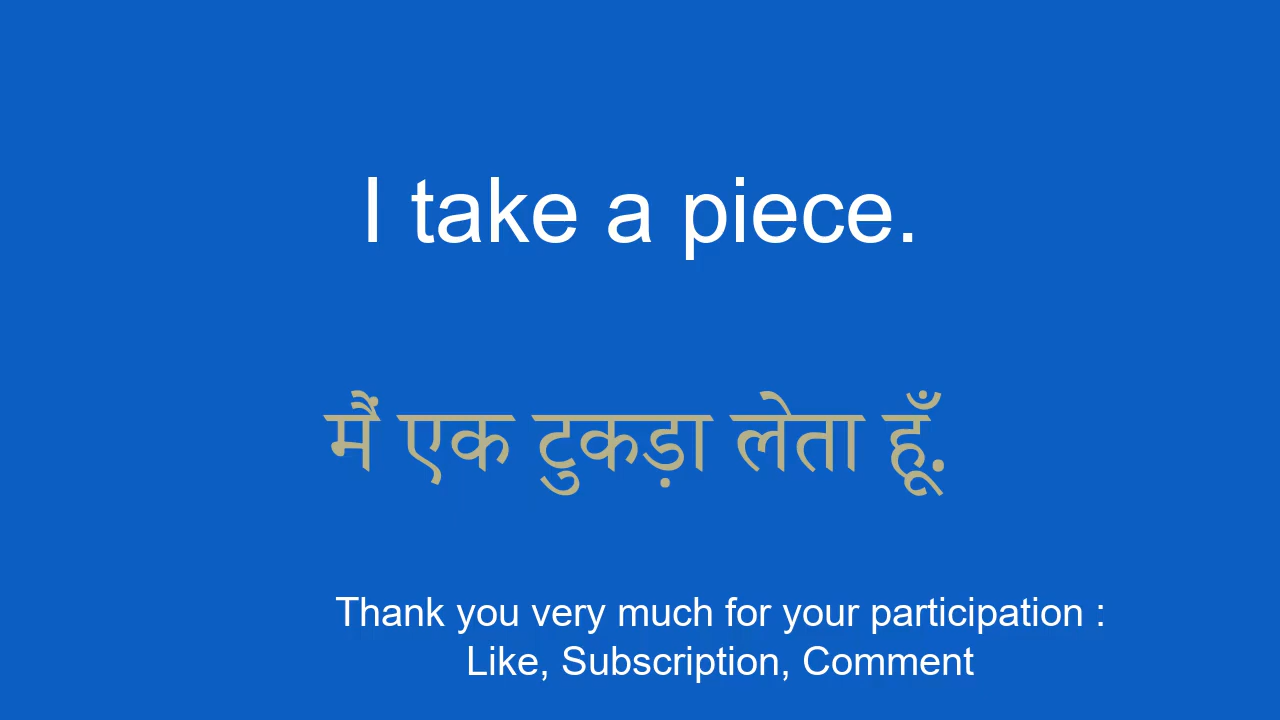 I take a piece.
मैं एक टुकड़ा लेता हूँ.
Thank you very much for your participation :
Like, Subscription, Comment